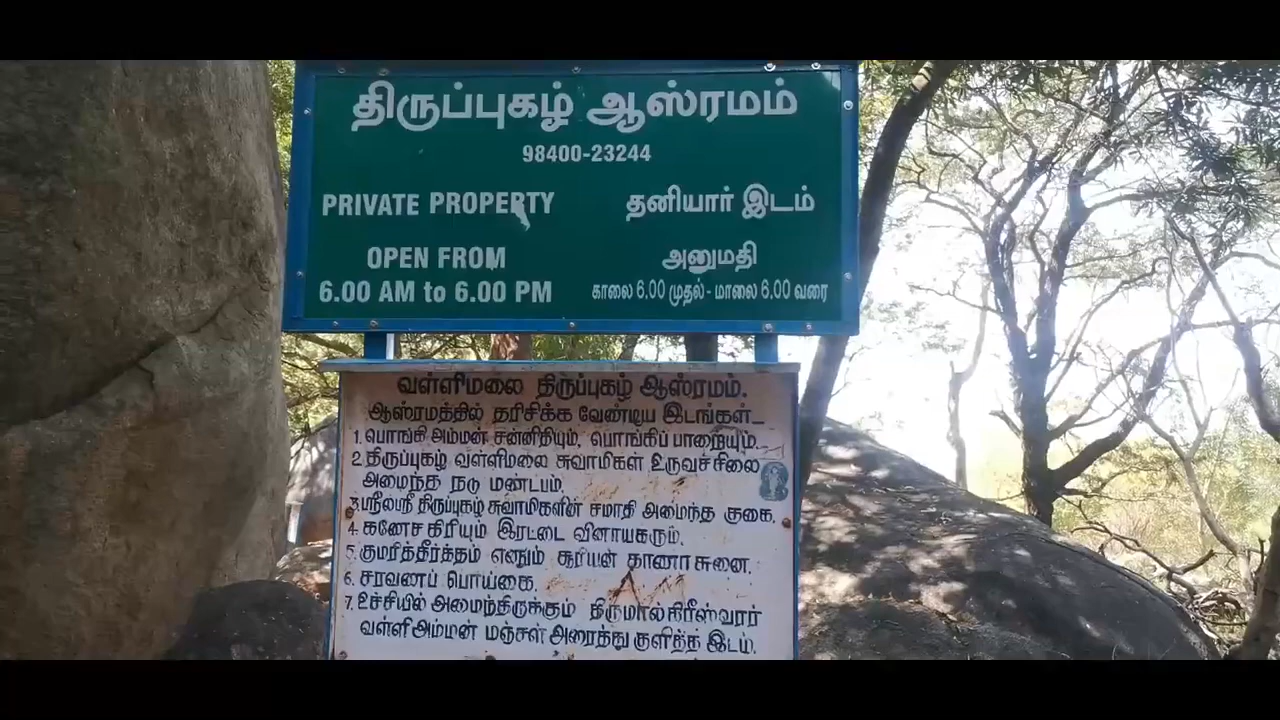 திருப்புகழ் ஆஸ்ரமம்
98400-23244
PRIVATE PROPERTY
தனியார் இடம்
OPEN FROM
அனுமதி
6.00 AM to 6.00 PM
காலை 6.00 முதல் - மாலை 6.00 வரை
வள்ளிமலை திருப்புகழ் ஆஸ்ரமம்.
ஆஸ்ரமத்தில் தரிசிக்க வேண்டிய இடங்கள்_
1. பொங்கி அம்மன் சன்னிதியும், பொங்கிப் பாறையும்.
2. திருப்புகழ் வள்ளிமலை சுவாமிகள் உருவச் சிலை
அமைந்த நடு மண்டபம்.
3. ஸ்ரீலஸ்ரீ திருப்புகழ் சுவாமிகளின் சமாதி அமைந்த குகை.
4. கணேச கிரியும் இரட்டை வினாயகரும்.
5. குமரித்தீர்த்தம் எனும் சூரியன் காணா சுனை.
6. சரவணப் பொய்கை.
7. உச்சியில் அமைந்திருக்கும் திருமால்கிரீஸ்வரர்
வள்ளி அம்மன் மஞ்சள் அரைத்து குளித்த இடம்.